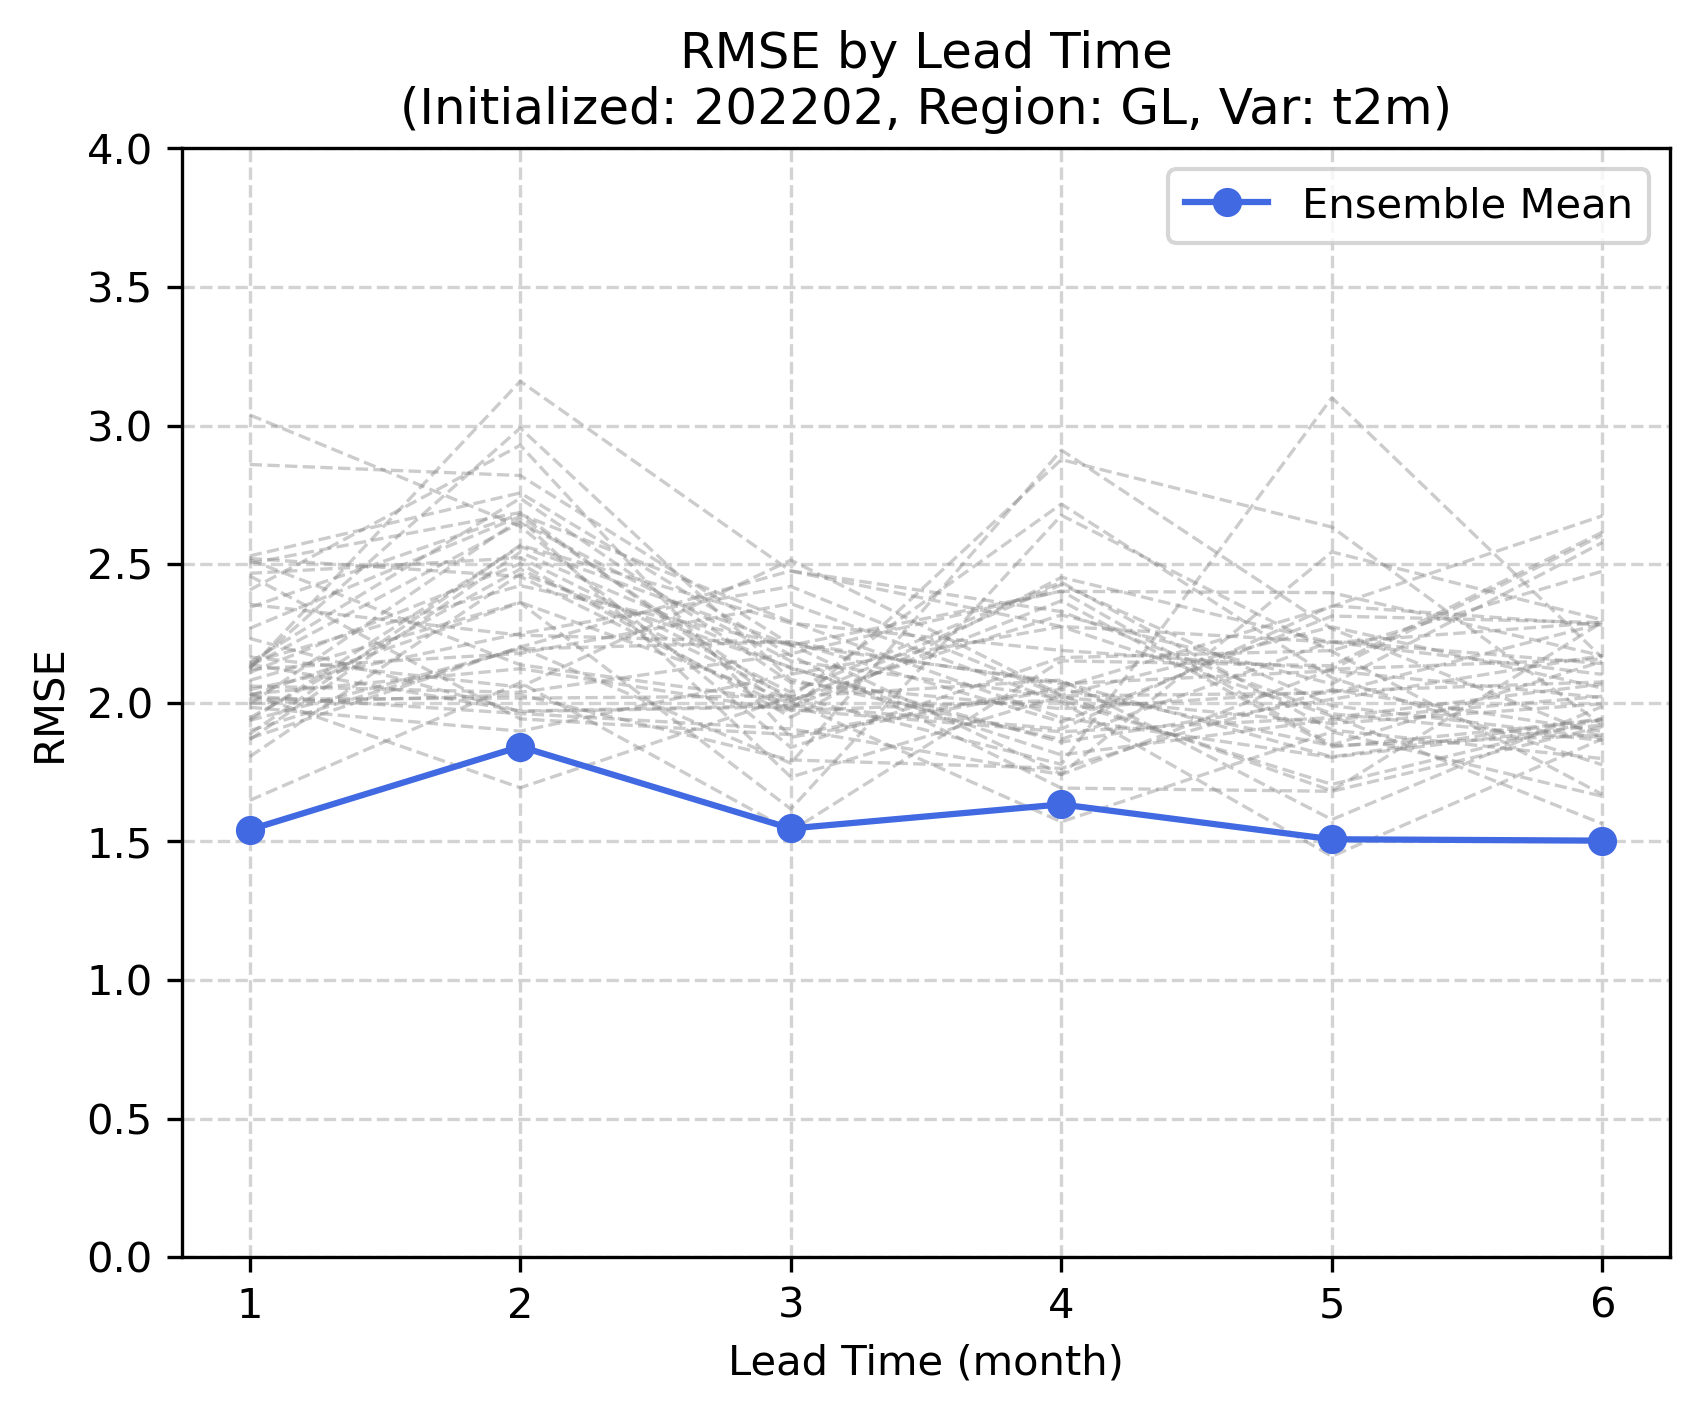 RMSE by Lead Time
(Initialized: 202202, Region: GL, Var: t2m)
Ensemble Mean
RMSE
4.0
3.5
3.0
2.5
2.0
1.5
1.0
0.5
0.0
1 2 3 4 5 6
Lead Time (month)